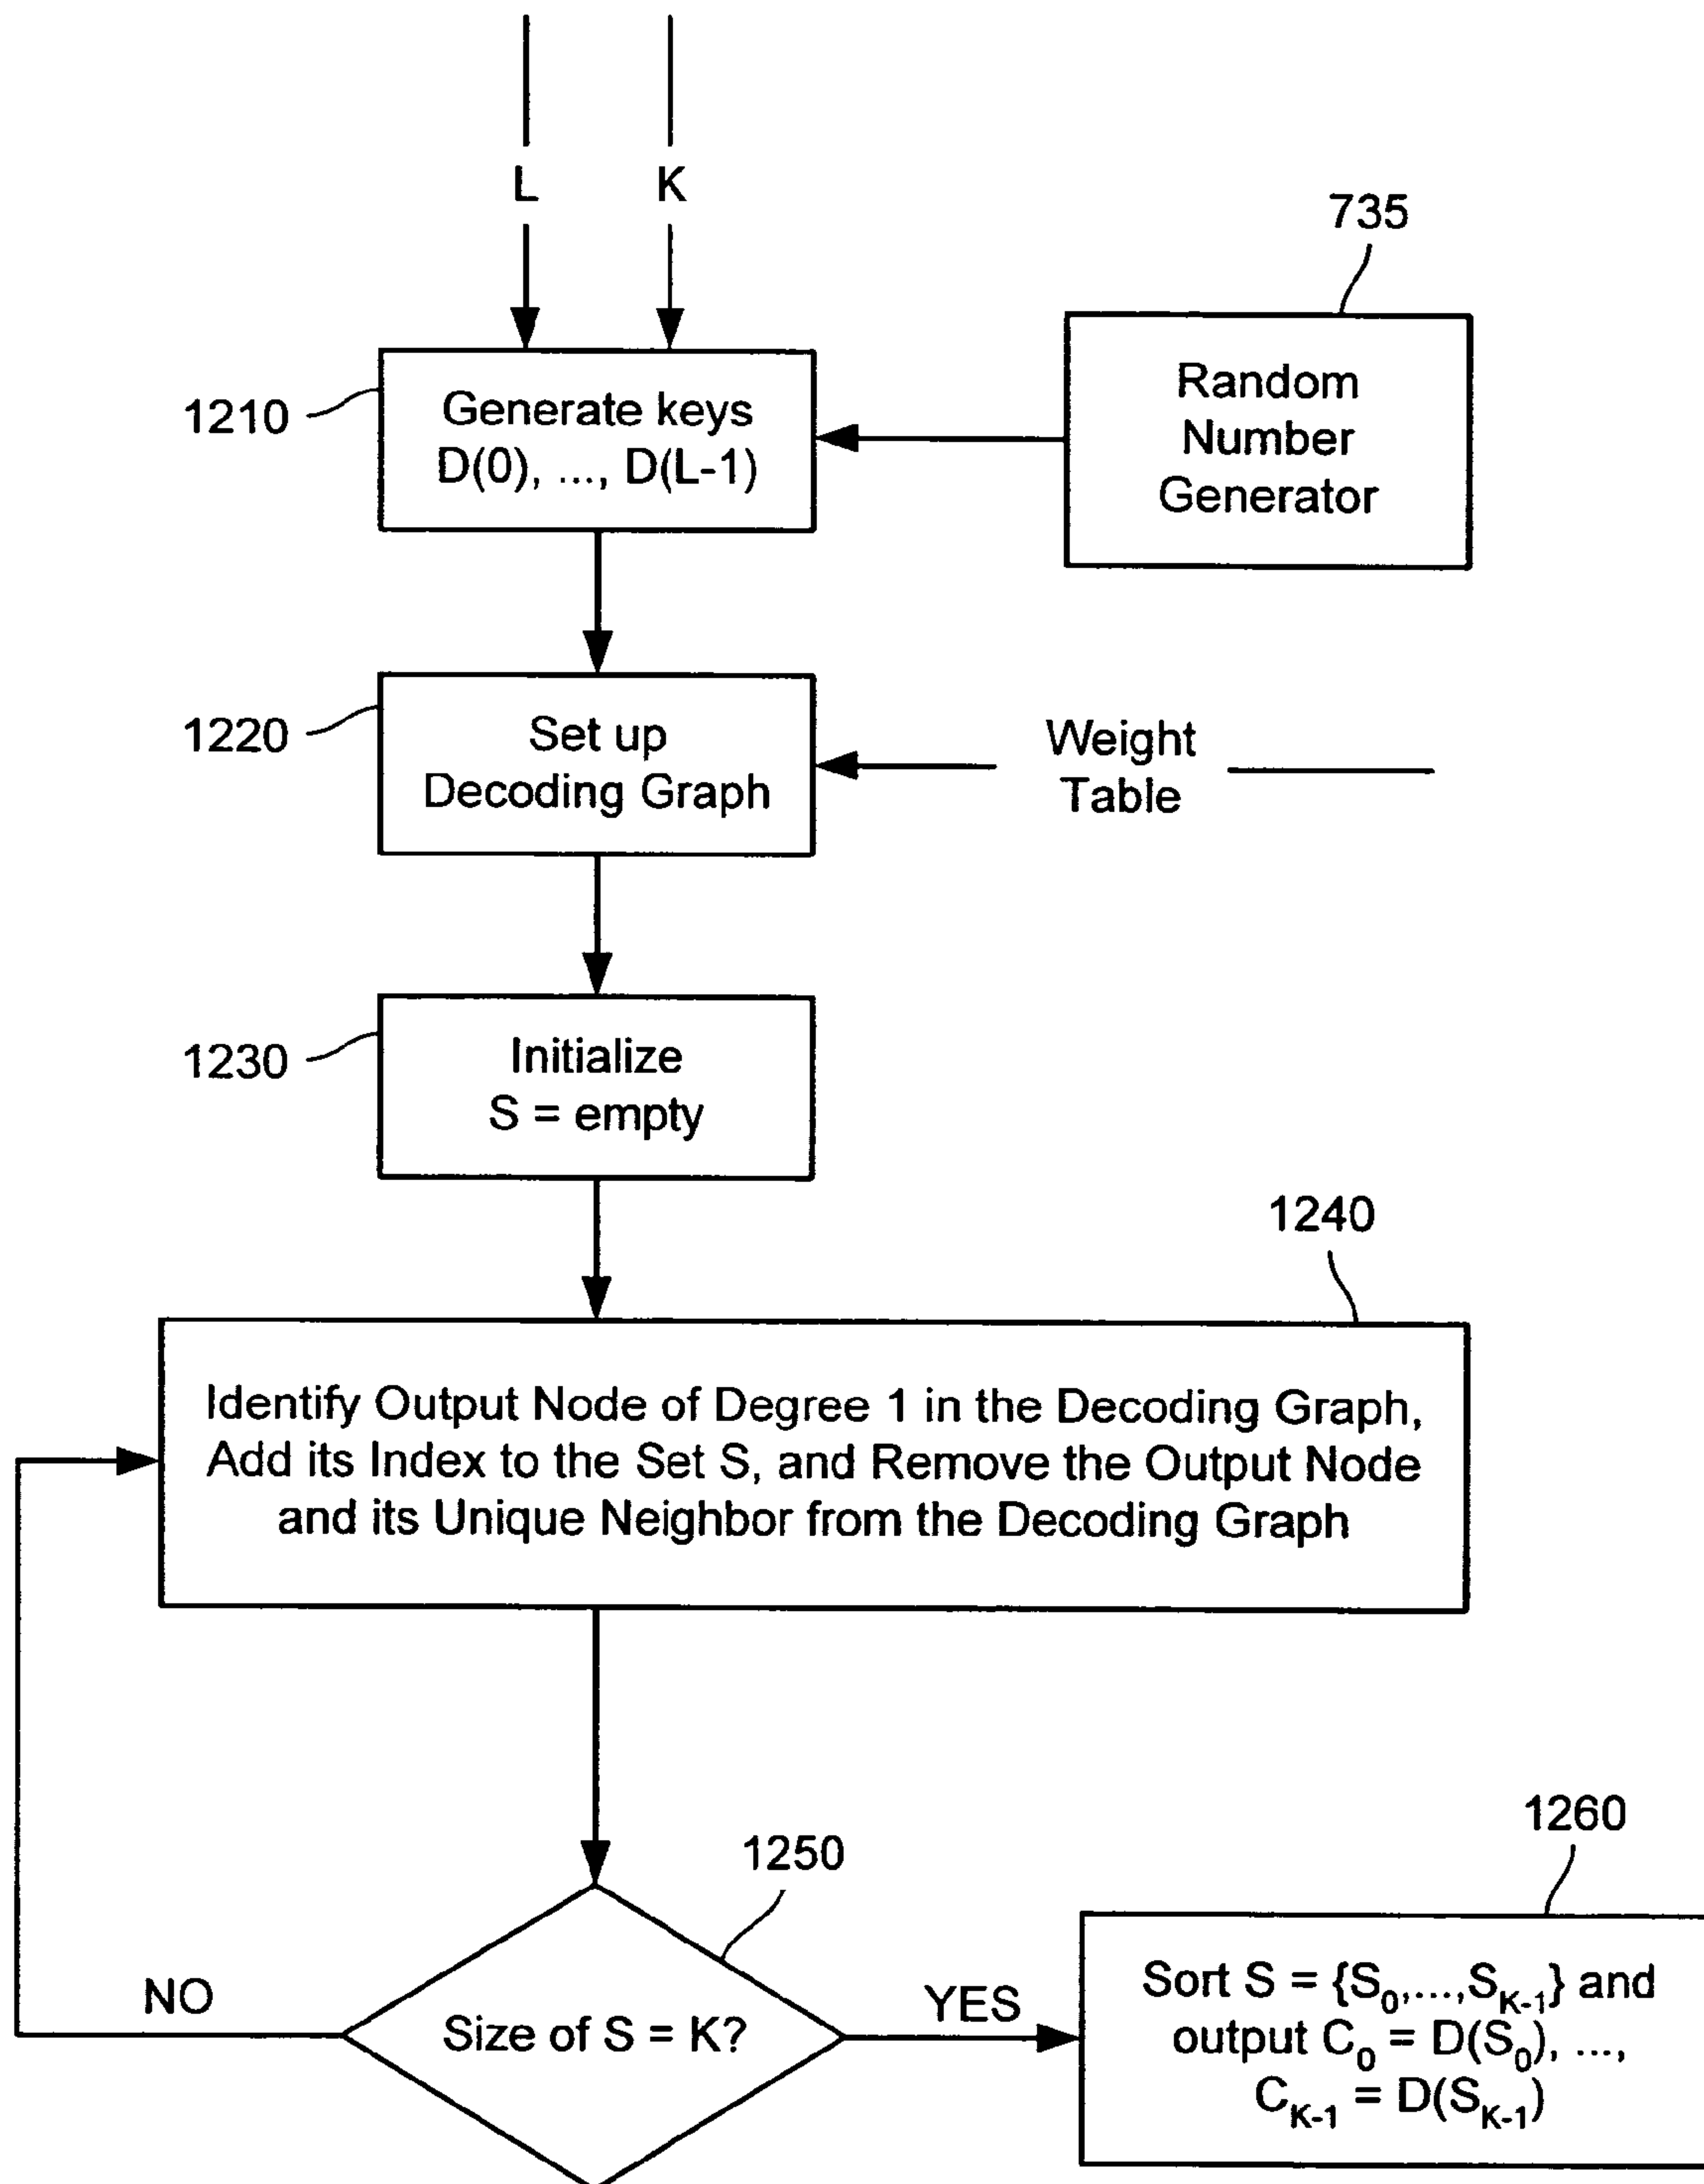 L
K
735
1210
Generate keys
D(0), ..., D(L-1)
Random
Number
Generator
1220
Set up
Decoding Graph
Weight
Table
1230
Initialize
S = empty
1240
Identify Output Node of Degree 1 in the Decoding Graph,
Add its Index to the Set S, and Remove the Output Node
and its Unique Neighbor from the Decoding Graph
1250
1260
NO
Size of S = K?
YES
Sort S = {S₀,...,S_K-1} and
output C₀ = D(S₀), ...,
C_K-1 = D(S_K-1)